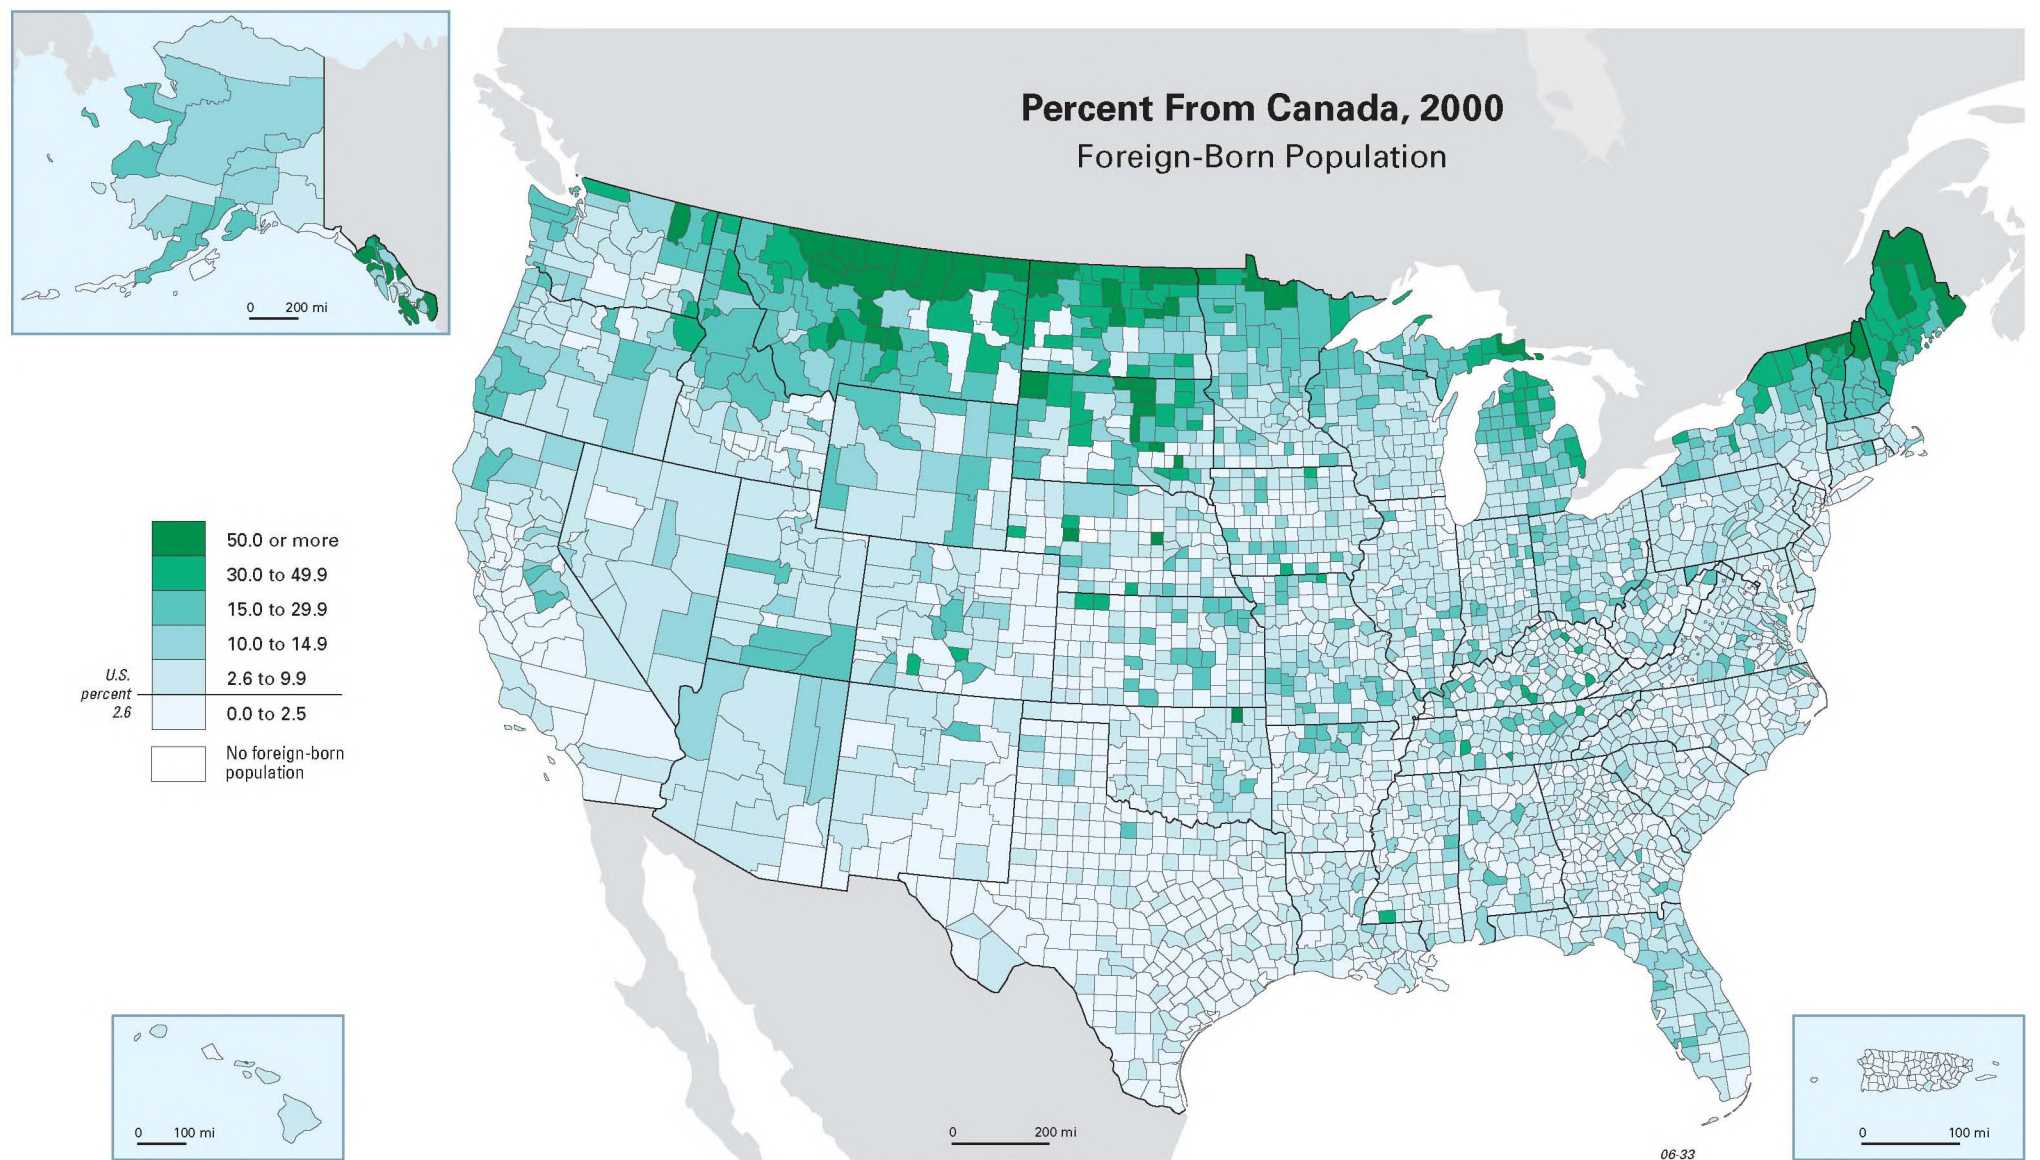 Percent From Canada, 2000
Foreign-Born Population
0 200 mi
50.0 or more
30.0 to 49.9
15.0 to 29.9
10.0 to 14.9
U.S.
percent
2.6
2.6 to 9.9
0.0 to 2.5
No foreign-born
population
0 100 mi
0 200 mi
0 100 mi
06-33